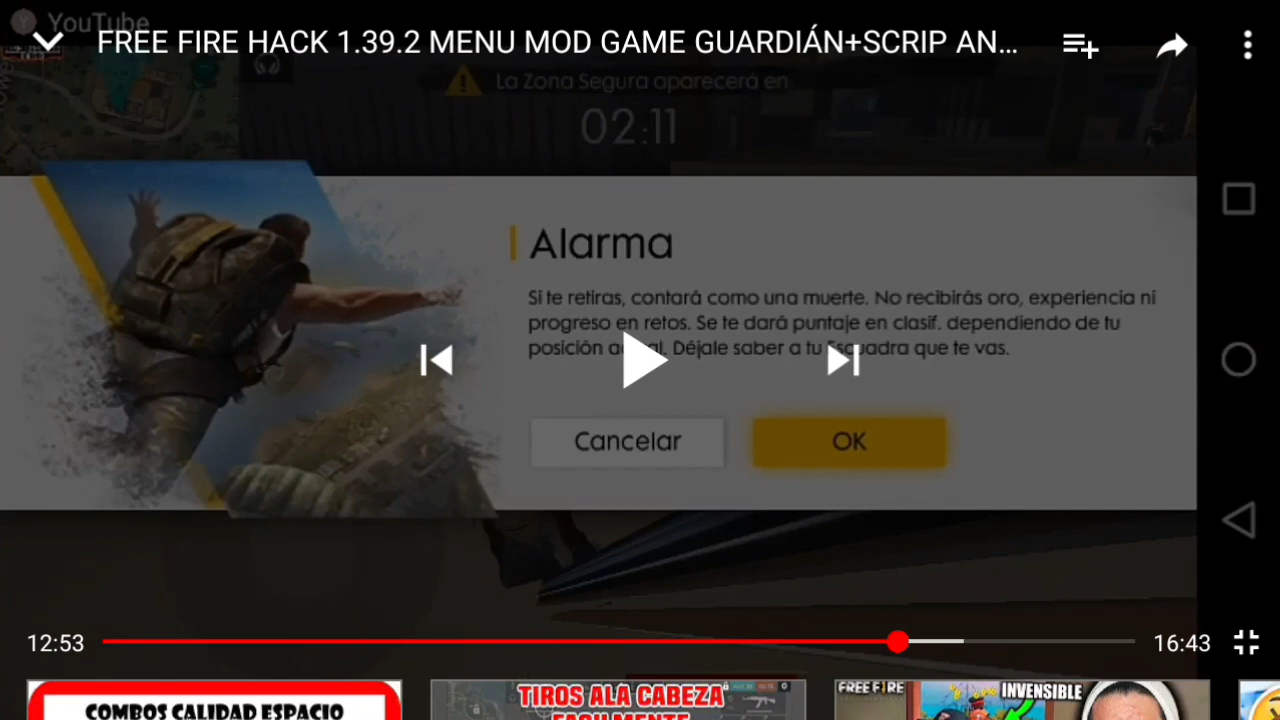 YouTube
FREE FIRE HACK 1.39.2 MENU MOD GAME GUARDIÁN+SCRIP AN...
La Zona Segura aparecerá en
02:11
Alarma
Si te retiras, contará como una muerte. No recibirás oro, experiencia ni
progreso en retos. Se te dará puntaje en clasif. dependiendo de tu
posición Déjale saber a tu Escuadra que te vas.
Cancelar
OK
12:53
16:43
COMBOS CALIDAD ESPACIO
TIROS ALA CABEZA
FACILMENTE
FREE FIRE
INVENSIBLE